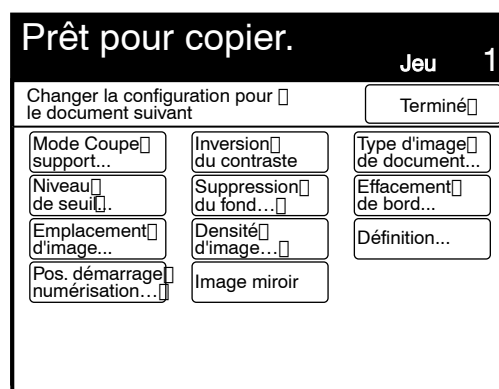 Prêt pour copier.
Jeu 1
Changer la configuration pour
le document suivant
Terminé
Mode Coupe
support...
Inversion
du contraste
Type d'image
de document...
Niveau
de seuil...
Suppression
du fond…
Effacement
de bord...
Emplacement
d'image...
Densité
d'image…
Définition...
Pos. démarrage
numérisation…
Image miroir